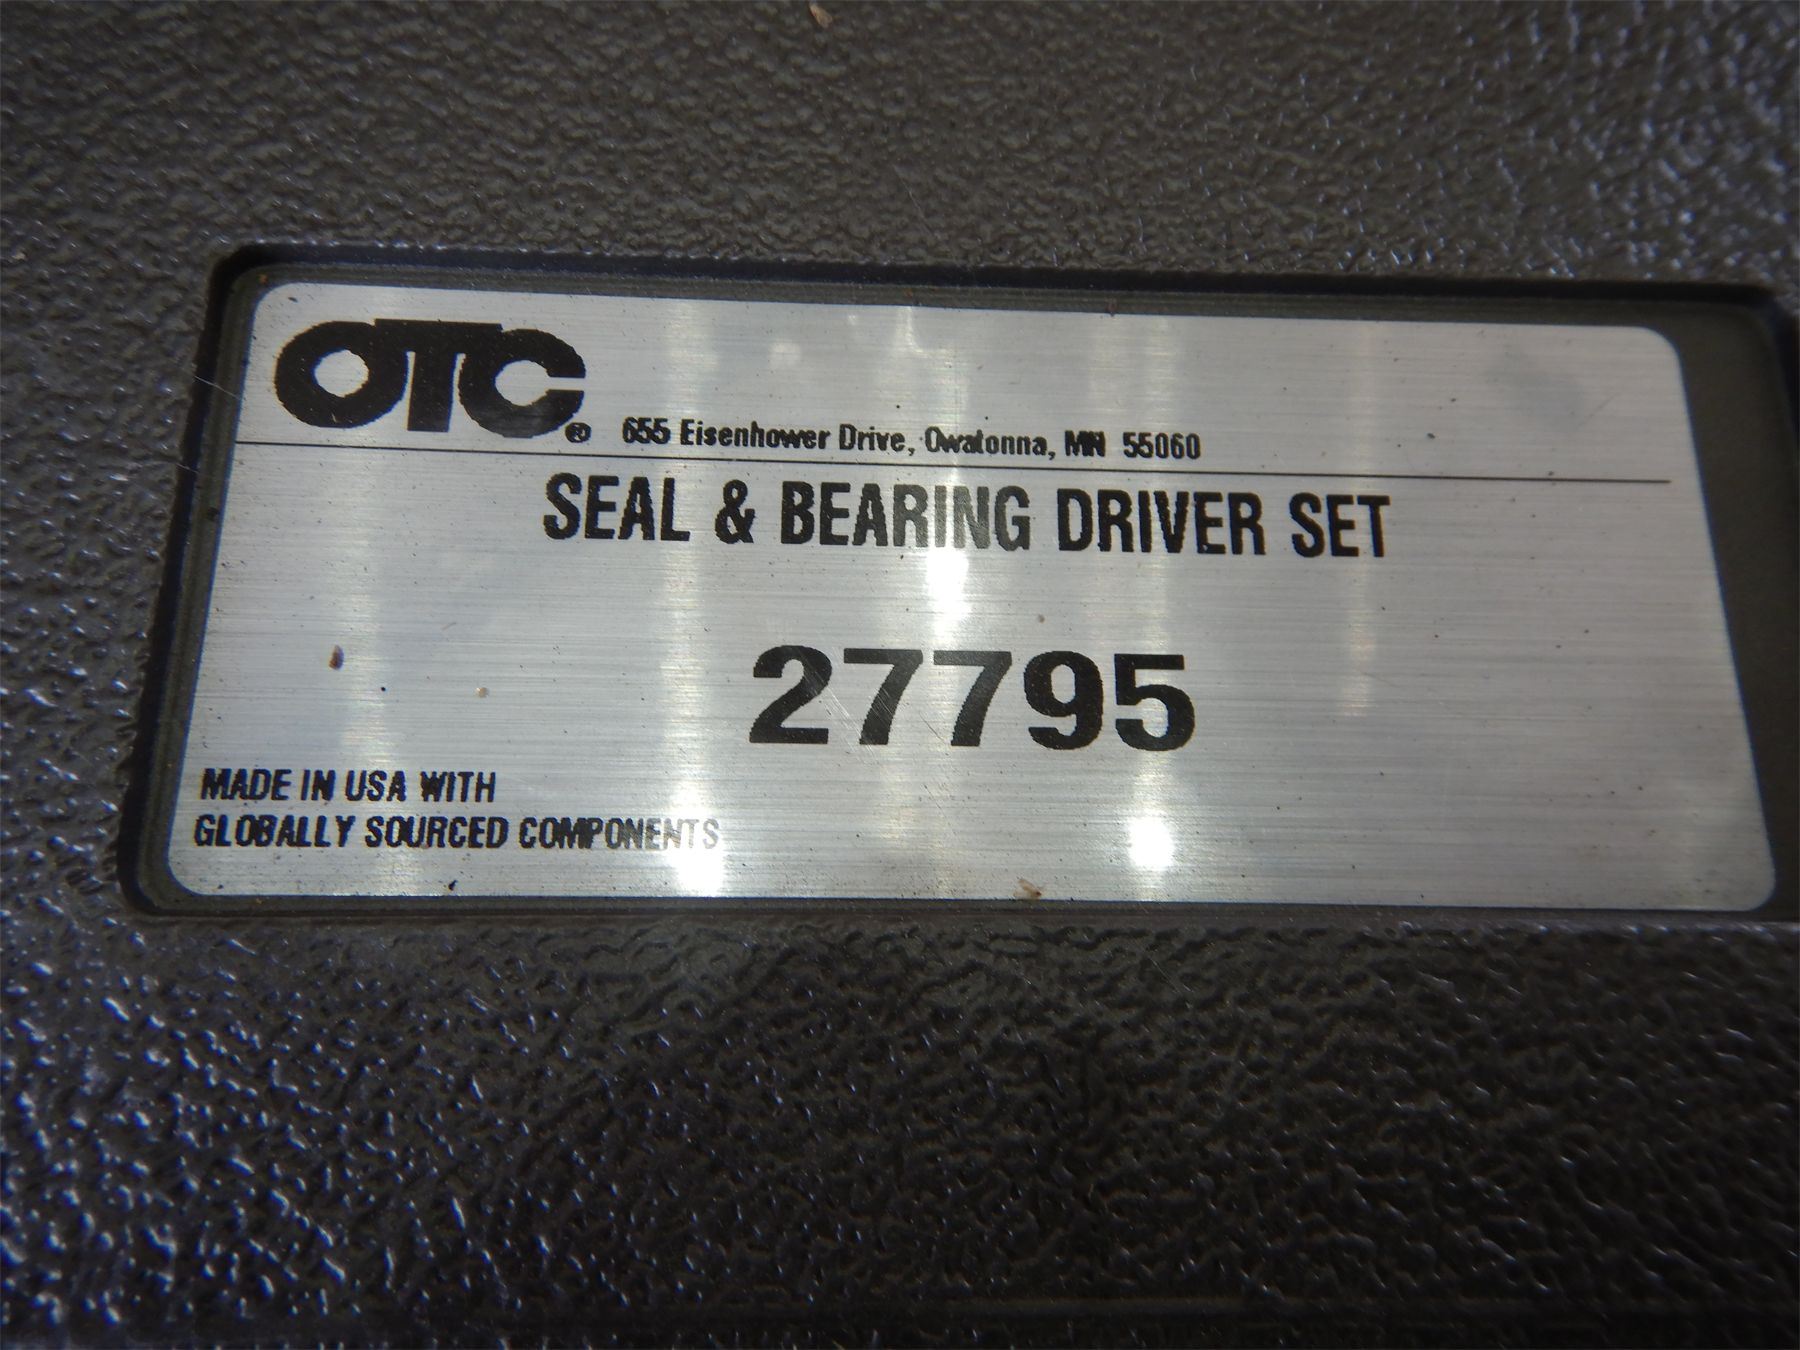 OTC®
655 Eisenhower Drive, Owatonna, MN 55060
SEAL & BEARING DRIVER SET
27795
MADE IN USA WITH
GLOBALLY SOURCED COMPONENTS